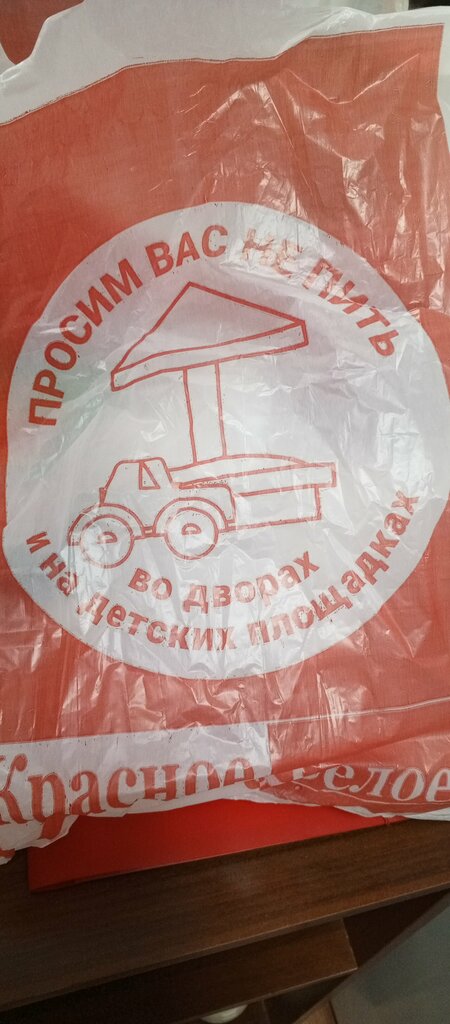 ПРОСИМ ВАС НЕ ПИТЬ
во дворах
и на детских площадках
Красное&Белое